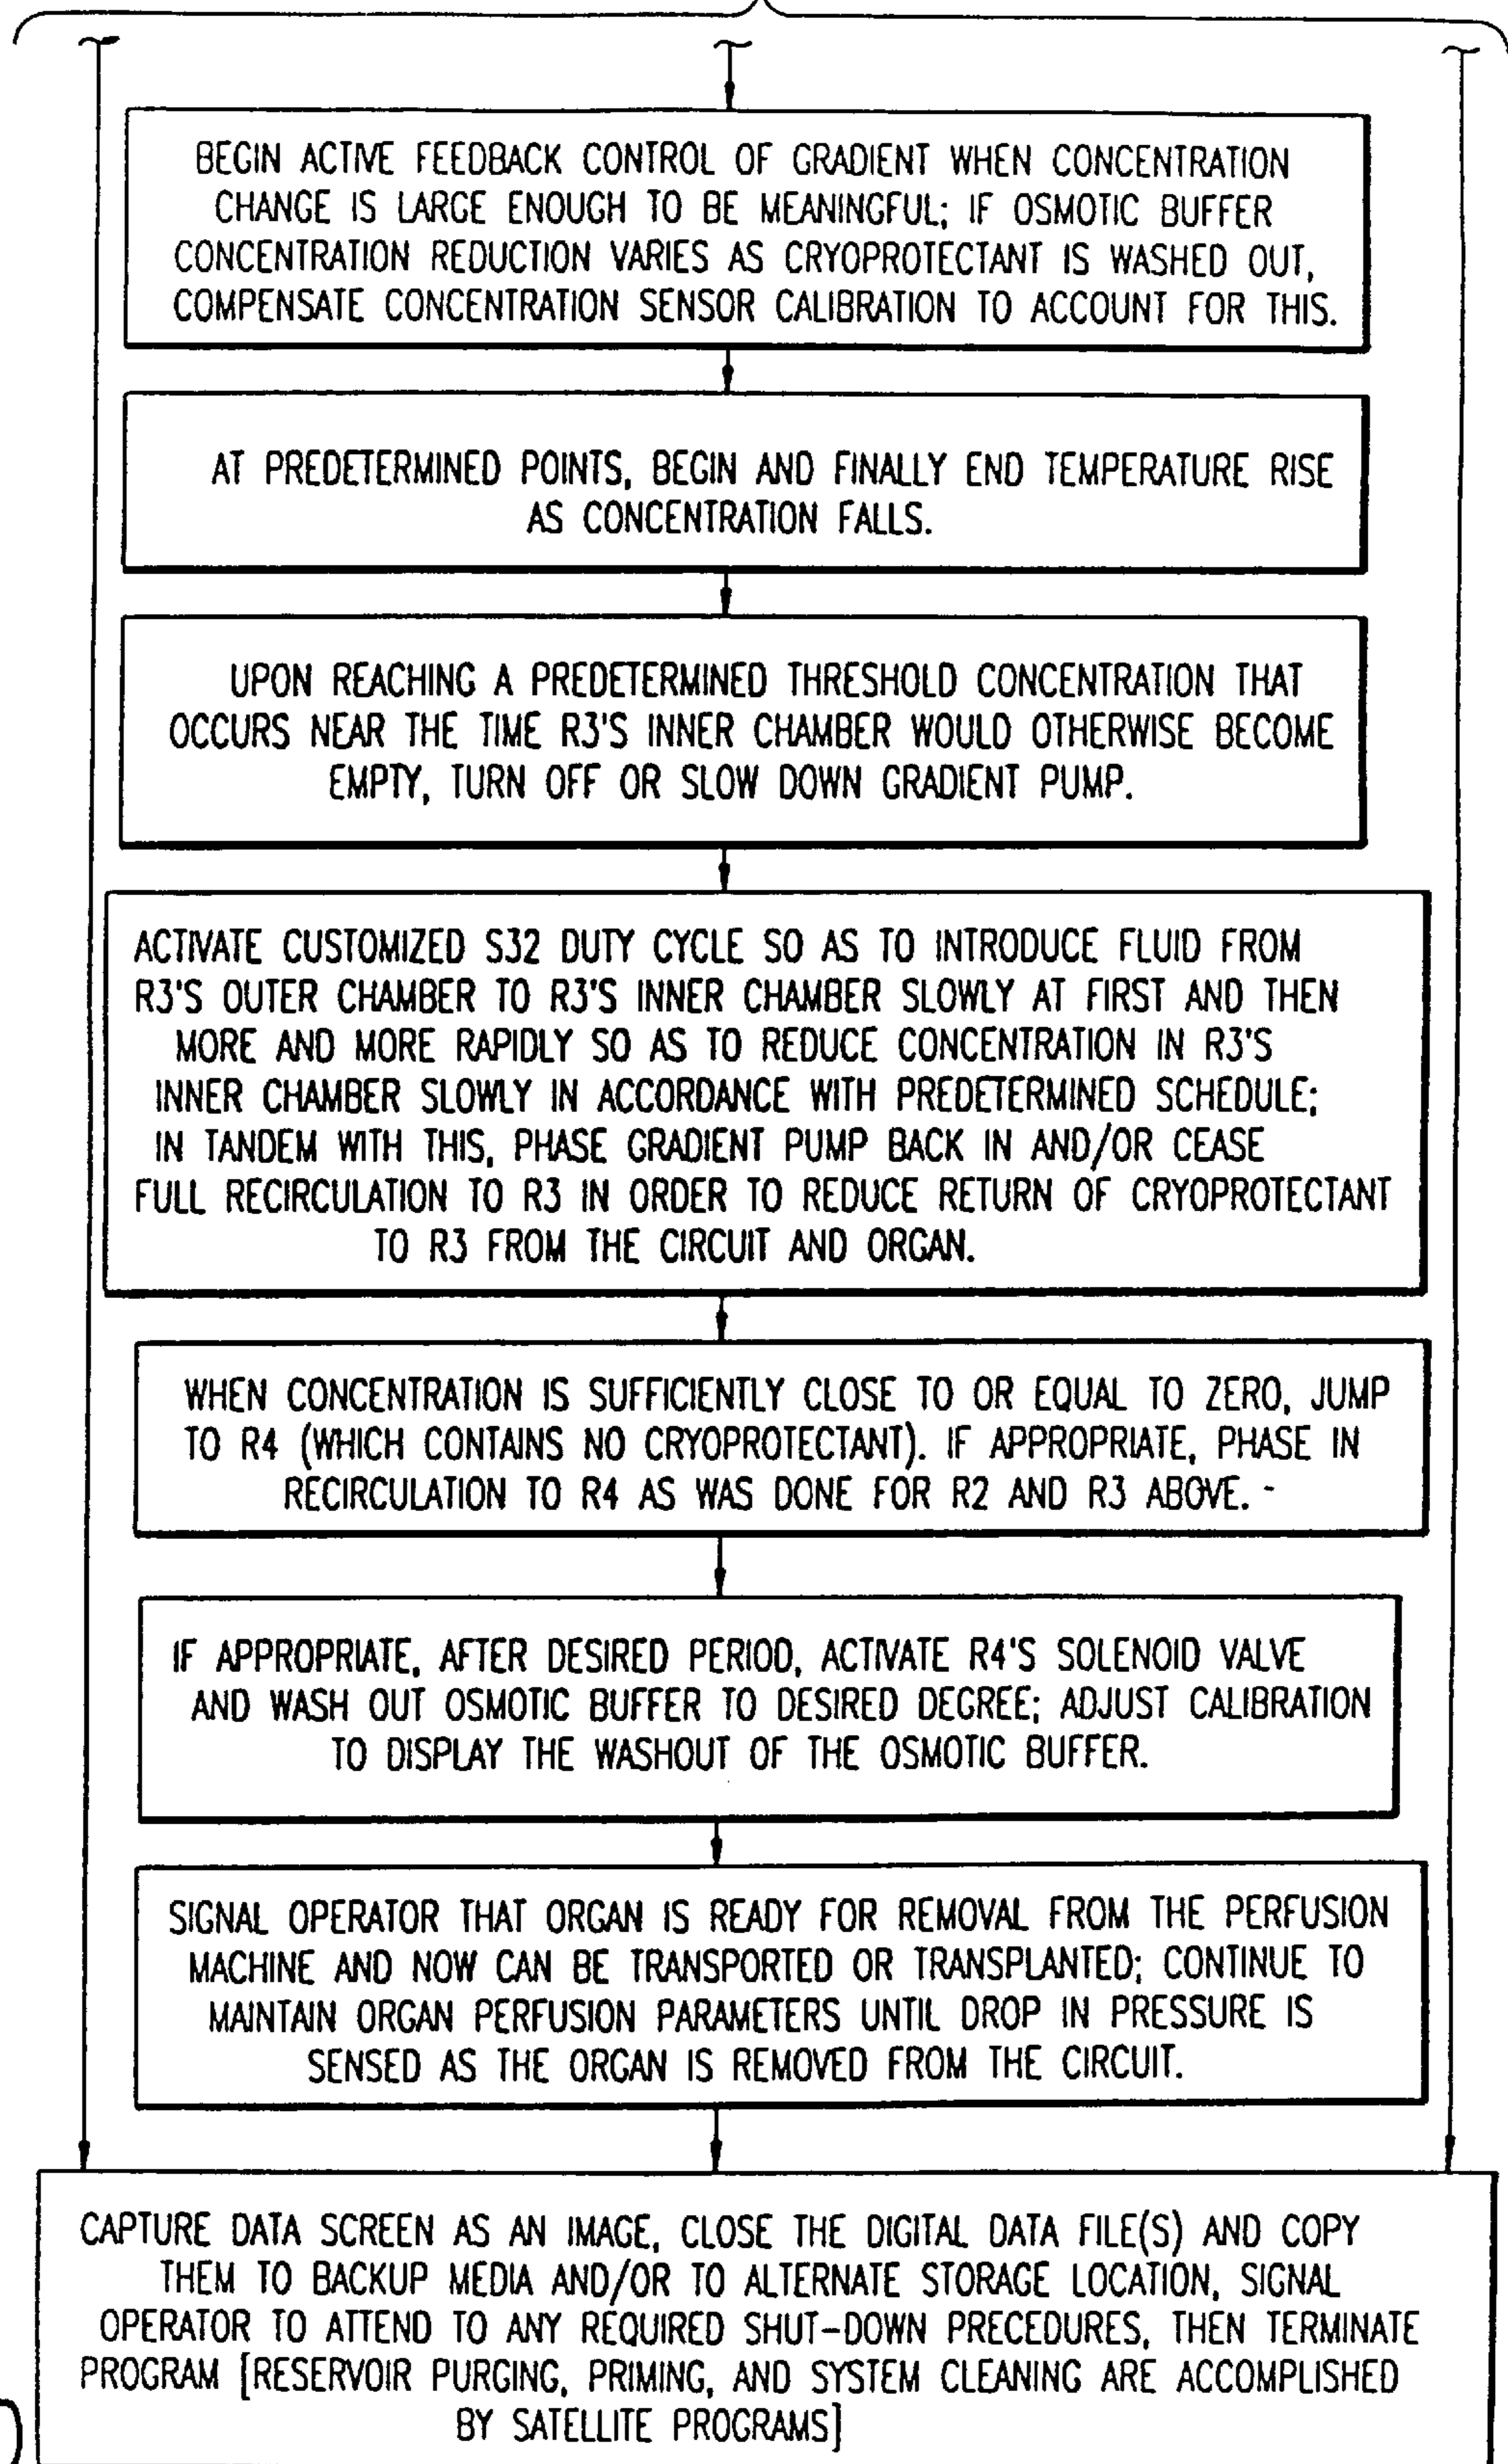 BEGIN ACTIVE FEEDBACK CONTROL OF GRADIENT WHEN CONCENTRATION
CHANGE IS LARGE ENOUGH TO BE MEANINGFUL; IF OSMOTIC BUFFER
CONCENTRATION REDUCTION VARIES AS CRYOPROTECTANT IS WASHED OUT,
COMPENSATE CONCENTRATION SENSOR CALIBRATION TO ACCOUNT FOR THIS.
AT PREDETERMINED POINTS, BEGIN AND FINALLY END TEMPERATURE RISE
AS CONCENTRATION FALLS.
UPON REACHING A PREDETERMINED THRESHOLD CONCENTRATION THAT
OCCURS NEAR THE TIME R3'S INNER CHAMBER WOULD OTHERWISE BECOME
EMPTY, TURN OFF OR SLOW DOWN GRADIENT PUMP.
ACTIVATE CUSTOMIZED S32 DUTY CYCLE SO AS TO INTRODUCE FLUID FROM
R3'S OUTER CHAMBER TO R3'S INNER CHAMBER SLOWLY AT FIRST AND THEN
MORE AND MORE RAPIDLY SO AS TO REDUCE CONCENTRATION IN R3'S
INNER CHAMBER SLOWLY IN ACCORDANCE WITH PREDETERMINED SCHEDULE;
IN TANDEM WITH THIS, PHASE GRADIENT PUMP BACK IN AND/OR CEASE
FULL RECIRCULATION TO R3 IN ORDER TO REDUCE RETURN OF CRYOPROTECTANT
TO R3 FROM THE CIRCUIT AND ORGAN.
WHEN CONCENTRATION IS SUFFICIENTLY CLOSE TO OR EQUAL TO ZERO, JUMP
TO R4 (WHICH CONTAINS NO CRYOPROTECTANT). IF APPROPRIATE, PHASE IN
RECIRCULATION TO R4 AS WAS DONE FOR R2 AND R3 ABOVE. -
IF APPROPRIATE, AFTER DESIRED PERIOD, ACTIVATE R4'S SOLENOID VALVE
AND WASH OUT OSMOTIC BUFFER TO DESIRED DEGREE; ADJUST CALIBRATION
TO DISPLAY THE WASHOUT OF THE OSMOTIC BUFFER.
SIGNAL OPERATOR THAT ORGAN IS READY FOR REMOVAL FROM THE PERFUSION
MACHINE AND NOW CAN BE TRANSPORTED OR TRANSPLANTED; CONTINUE TO
MAINTAIN ORGAN PERFUSION PARAMETERS UNTIL DROP IN PRESSURE IS
SENSED AS THE ORGAN IS REMOVED FROM THE CIRCUIT.
CAPTURE DATA SCREEN AS AN IMAGE, CLOSE THE DIGITAL DATA FILE(S) AND COPY
THEM TO BACKUP MEDIA AND/OR TO ALTERNATE STORAGE LOCATION, SIGNAL
OPERATOR TO ATTEND TO ANY REQUIRED SHUT-DOWN PRECEDURES, THEN TERMINATE
PROGRAM [RESERVOIR PURGING, PRIMING, AND SYSTEM CLEANING ARE ACCOMPLISHED
BY SATELLITE PROGRAMS]